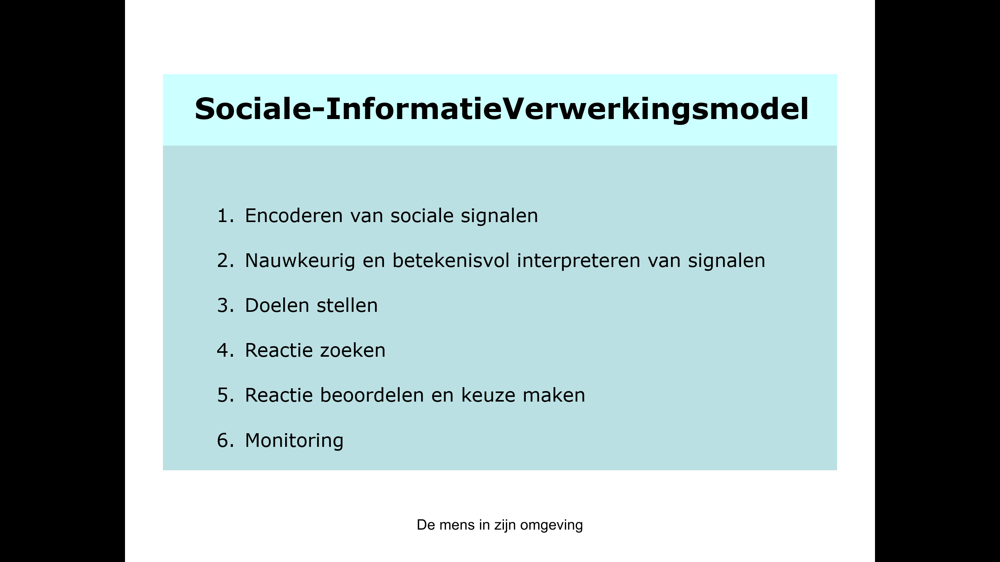 Sociale-InformatieVerwerkingsmodel
1. Encoderen van sociale signalen
2. Nauwkeurig en betekenisvol interpreteren van signalen
3. Doelen stellen
4. Reactie zoeken
5. Reactie beoordelen en keuze maken
6. Monitoring
De mens in zijn omgeving